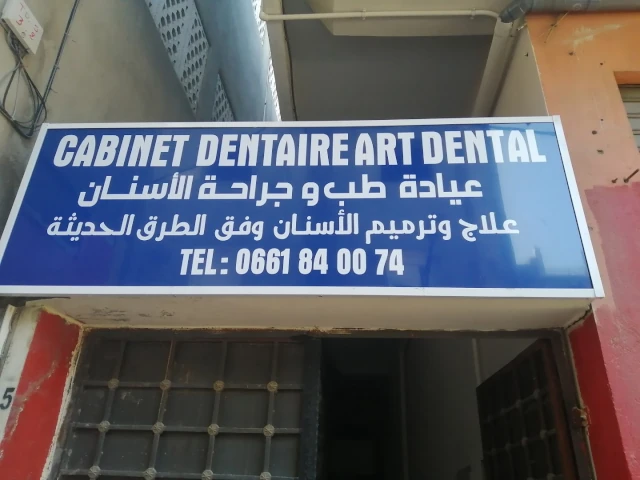 CABINET DENTAIRE ART DENTAL
عيادة طب و جراحة الأسنان
علاج وترميم الأسنان وفق الطرق الحديثة
TEL : 0661 84 00 74
5